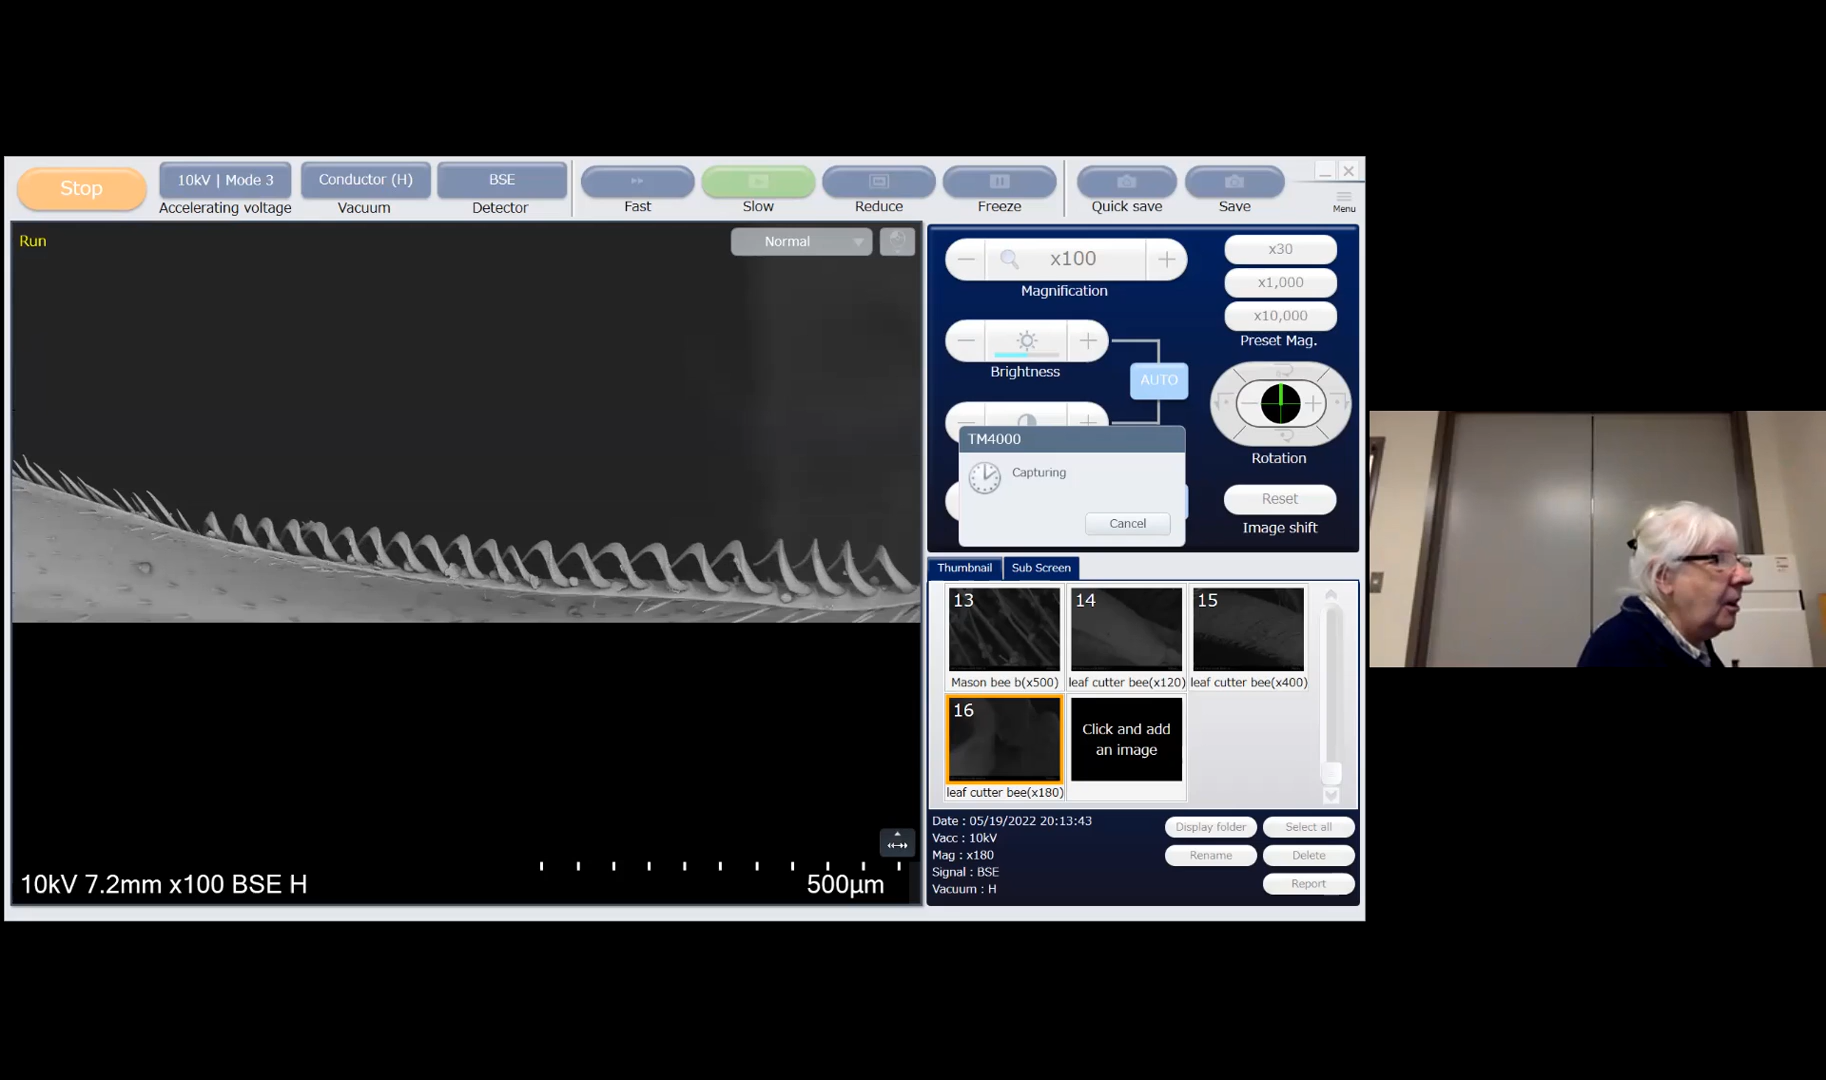 Stop
10kV | Mode 3
Accelerating voltage
Conductor (H)
Vacuum
BSE
Detector
Fast
Slow
Reduce
Freeze
Quick save
Save
Menu
Run
Normal
x100
Magnification
x30
x1,000
x10,000
Preset Mag.
Brightness
AUTO
Rotation
Reset
Image shift
TM4000
Capturing
Cancel
Thumbnail
Sub Screen
13
Mason bee b(x500)
14
leaf cutter bee(x120)
15
leaf cutter bee(x400)
16
leaf cutter bee(x180)
Click and add
an image
Date : 05/19/2022 20:13:43
Vacc : 10kV
Mag : x180
Signal : BSE
Vacuum : H
Display folder
Select all
Rename
Delete
Report
10kV 7.2mm x100 BSE H
500µm